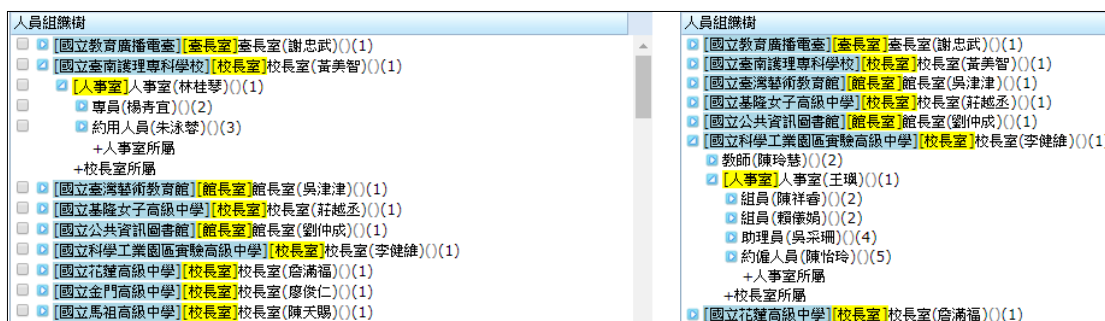 人員組織樹
[國立教育廣播電臺][臺長室]臺長室(謝忠武)()(1)
[國立臺南護理專科學校][校長室]校長室(黃美智)()(1)
[人事室]人事室(林桂琴)()(1)
專員(楊青宜)()(2)
約用人員(朱泳蓉)()(3)
+人事室所屬
+校長室所屬
[國立臺灣藝術教育館][館長室]館長室(吳津津)()(1)
[國立基隆女子高級中學][校長室]校長室(莊越丞)()(1)
[國立公共資訊圖書館][館長室]館長室(劉仲成)()(1)
[國立科學工業園區實驗高級中學][校長室]校長室(李健維)()(1)
[國立花蓮高級中學][校長室]校長室(詹滿福)()(1)
[國立金門高級中學][校長室]校長室(廖俊仁)()(1)
[國立馬祖高級中學][校長室]校長室(陳天賜)()(1)
人員組織樹
[國立教育廣播電臺][臺長室]臺長室(謝忠武)()(1)
[國立臺南護理專科學校][校長室]校長室(黃美智)()(1)
[國立臺灣藝術教育館][館長室]館長室(吳津津)()(1)
[國立基隆女子高級中學][校長室]校長室(莊越丞)()(1)
[國立公共資訊圖書館][館長室]館長室(劉仲成)()(1)
[國立科學工業園區實驗高級中學][校長室]校長室(李健維)()(1)
教師(陳玲慧)()(2)
[人事室]人事室(王瑱)()(1)
組員(陳祥睿)()(2)
組員(賴儀娟)()(2)
助理員(吳采珊)()(4)
約僱人員(陳怡玲)()(5)
+人事室所屬
+校長室所屬
[國立花蓮高級中學][校長室]校長室(詹滿福)()(1)